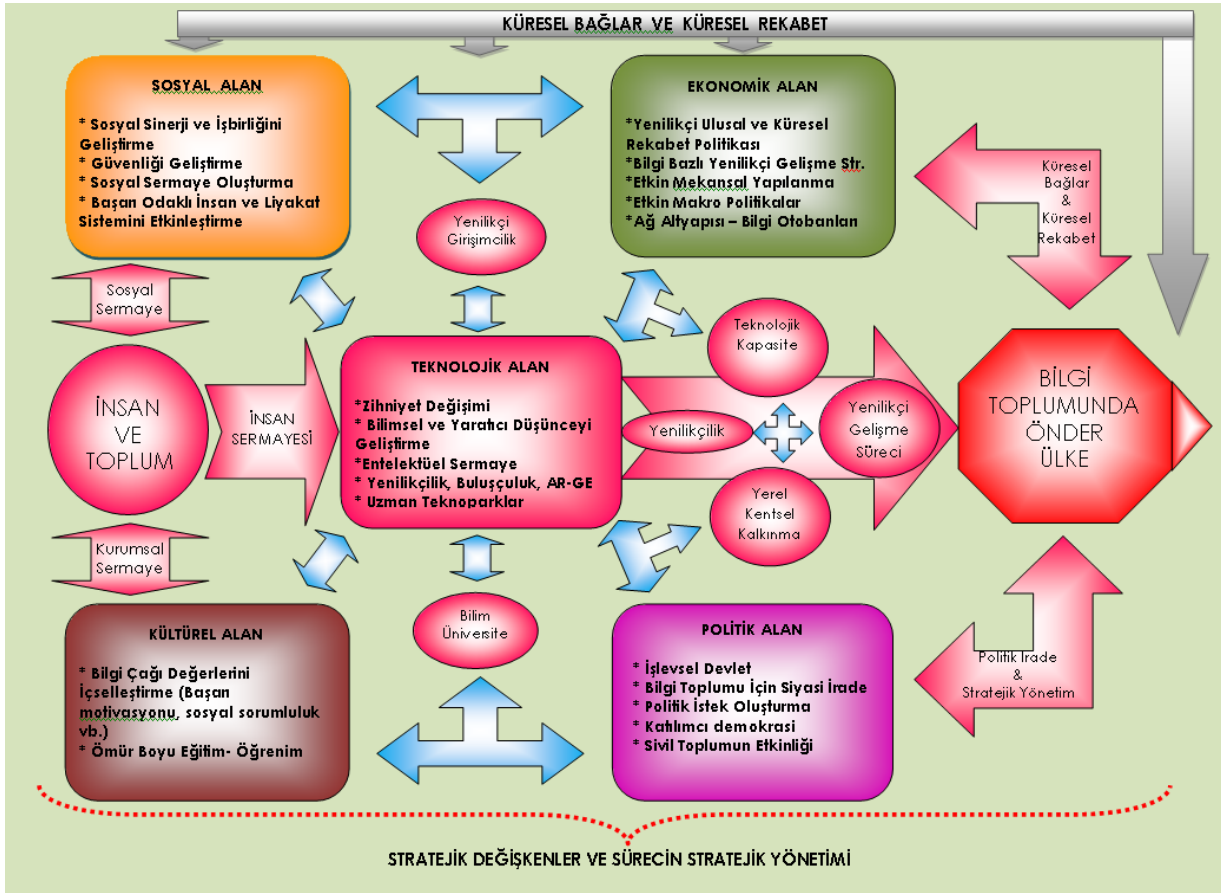 KÜRESEL BAĞLAR VE KÜRESEL REKABET
SOSYAL ALAN
* Sosyal Sinerji ve İşbirliğini
Geliştirme
* Güvenliği Geliştirme
* Sosyal Sermaye Oluşturma
* Başarı Odaklı İnsan ve Liyakat
Sistemini Etkinleştirme
EKONOMİK ALAN
*Yenilikçi Ulusal ve Küresel
Rekabet Politikası
*Bilgi Bazlı Yenilikçi Gelişme Str.
*Etkin Mekansal Yapılanma
*Etkin Makro Politikalar
*Ağ Altyapısı – Bilgi Otobanları
Küresel
Bağlar
&
Küresel
Rekabet
Yenilikçi
Girişimcilik
Sosyal
Sermaye
İNSAN
VE
TOPLUM
İNSAN
SERMAYESİ
TEKNOLOJİK ALAN
*Zihniyet Değişimi
* Bilimsel ve Yaratıcı Düşünceyi
Geliştirme
*Entelektüel Sermaye
*Yenilikçilik, Buluşçuluk, AR-GE
* Uzman Teknoparklar
Teknolojik
Kapasite
Yenilikçilik
Yenilikçi
Gelişme
Süreci
Yerel
Kentsel
Kalkınma
BİLGİ
TOPLUMUNDA
ÖNDER
ÜLKE
Kurumsal
Sermaye
Bilim
Üniversite
KÜLTÜREL ALAN
* Bilgi Çağı Değerlerini
İçselleştirme (Başarı
motivasyonu, sosyal sorumluluk
vb.)
* Ömür Boyu Eğitim- Öğrenim
POLİTİK ALAN
* İşlevsel Devlet
* Bilgi Toplumu İçin Siyasi İrade
* Politik İstek Oluşturma
* Katılımcı demokrasi
* Sivil Toplumun Etkinliği
Politik İrade
&
Stratejik Yönetim
STRATEJİK DEĞİŞKENLER VE SÜRECİN STRATEJİK YÖNETİMİ